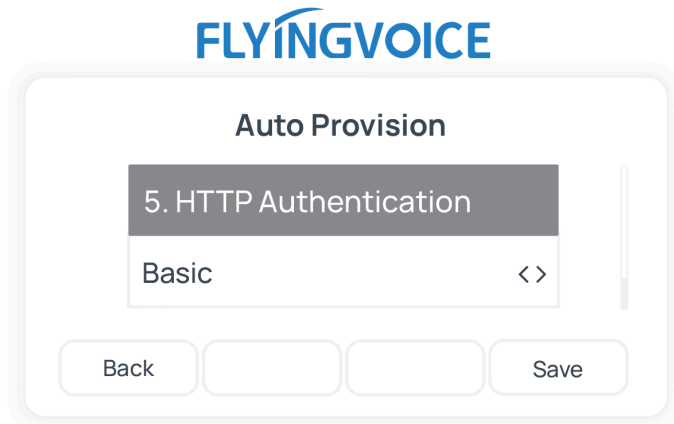 FLYINGVOICE
Auto Provision
5. HTTP Authentication
Basic <>
Back Save